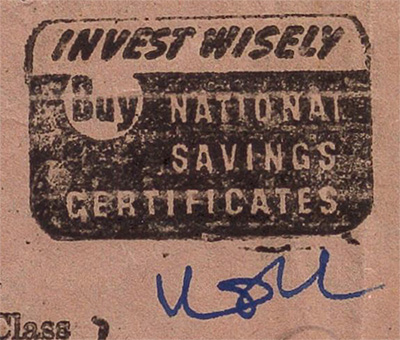 INVEST WISELY
Buy NATIONAL
SAVINGS
CERTIFICATES
Class )